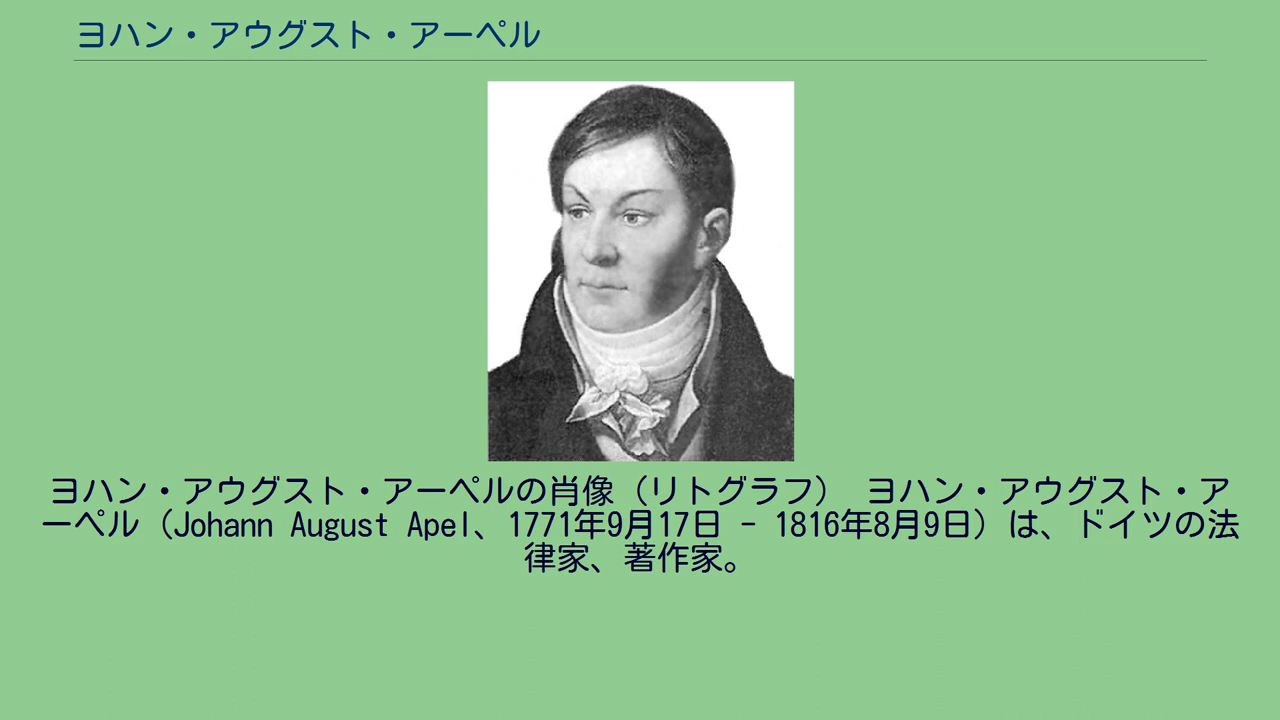 ヨハン・アウグスト・アーペル
ヨハン・アウグスト・アーペルの肖像（リトグラフ） ヨハン・アウグスト・ア
ーペル（Johann August Apel、1771年9月17日 - 1816年8月9日）は、ドイツの法
律家、著作家。